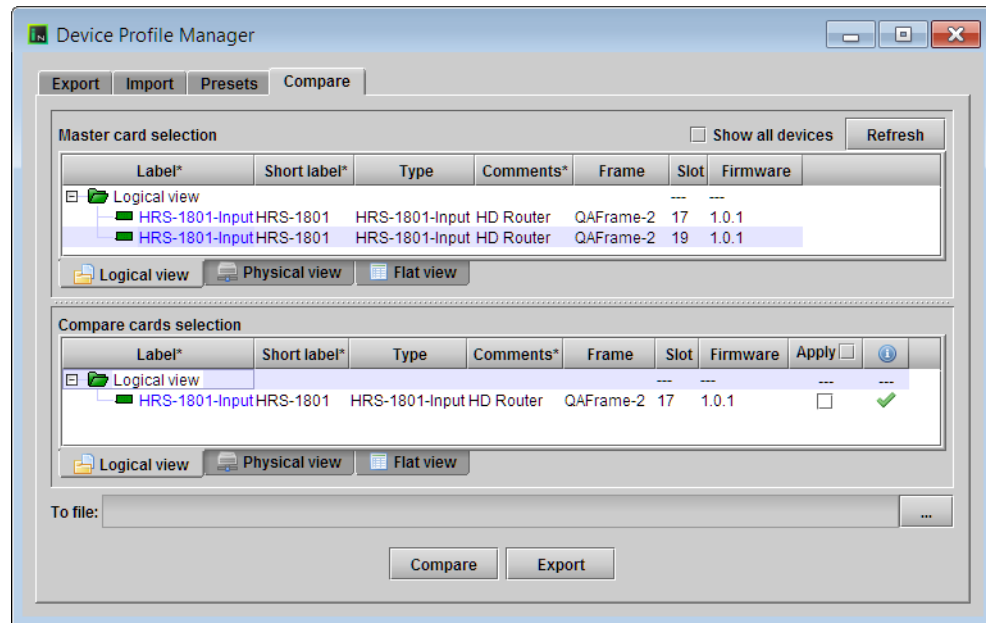 Device Profile Manager
Export Import Presets Compare
Master card selection Show all devices Refresh
Label* Short label* Type Comments* Frame Slot Firmware
Logical view --- ---
HRS-1801-Input HRS-1801 HRS-1801-Input HD Router QAFrame-2 17 1.0.1
HRS-1801-Input HRS-1801 HRS-1801-Input HD Router QAFrame-2 19 1.0.1
Logical view Physical view Flat view
Compare cards selection
Label* Short label* Type Comments* Frame Slot Firmware Apply
Logical view --- --- --- ---
HRS-1801-Input HRS-1801 HRS-1801-Input HD Router QAFrame-2 17 1.0.1
Logical view Physical view Flat view
To file: ...
Compare Export